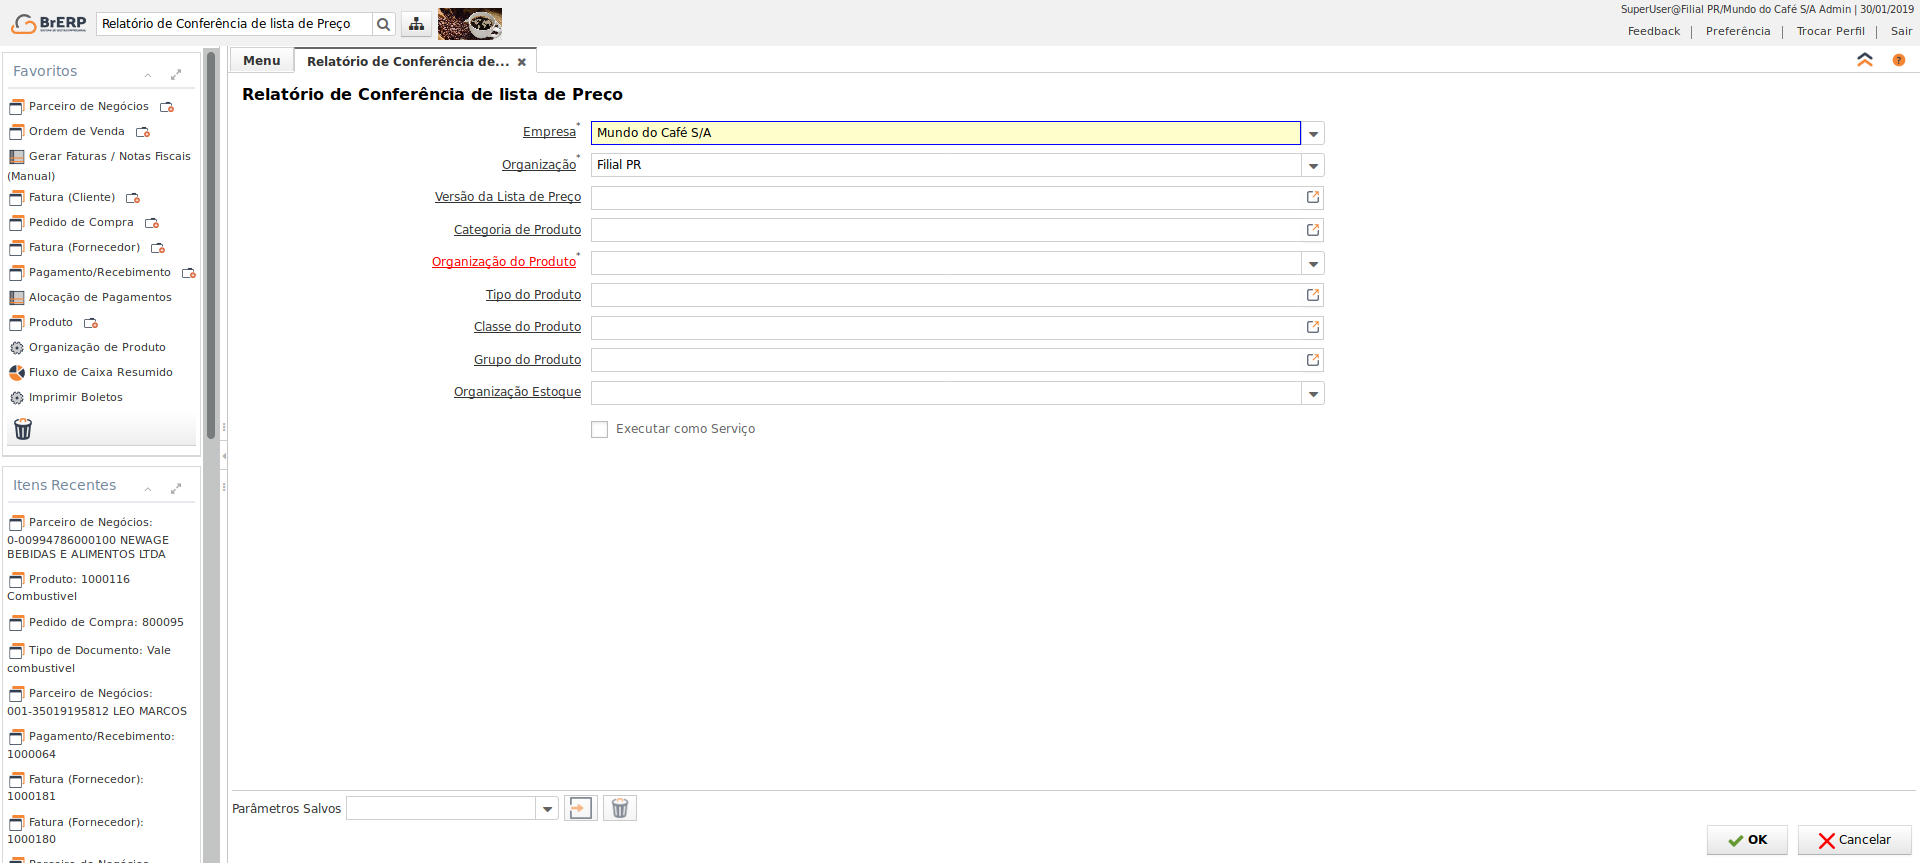 BrERP
Relatório de Conferência de lista de Preço
SuperUser@Filial PR/Mundo do Café S/A Admin | 30/01/2019
Feedback | Preferência | Trocar Perfil | Sair
Favoritos
Parceiro de Negócios
Ordem de Venda
Gerar Faturas / Notas Fiscais
(Manual)
Fatura (Cliente)
Pedido de Compra
Fatura (Fornecedor)
Pagamento/Recebimento
Alocação de Pagamentos
Produto
Organização de Produto
Fluxo de Caixa Resumido
Imprimir Boletos
Itens Recentes
Parceiro de Negócios:
0-00994786000100 NEWAGE
BEBIDAS E ALIMENTOS LTDA
Produto: 1000116
Combustivel
Pedido de Compra: 800095
Tipo de Documento: Vale
combustivel
Parceiro de Negócios:
001-35019195812 LEO MARCOS
Pagamento/Recebimento:
1000064
Fatura (Fornecedor):
1000181
Fatura (Fornecedor):
1000180
Menu
Relatório de Conferência de...
Relatório de Conferência de lista de Preço
Empresa* Mundo do Café S/A
Organização* Filial PR
Versão da Lista de Preço
Categoria de Produto
Organização do Produto*
Tipo do Produto
Classe do Produto
Grupo do Produto
Organização Estoque
Executar como Serviço
Parâmetros Salvos
OK
Cancelar